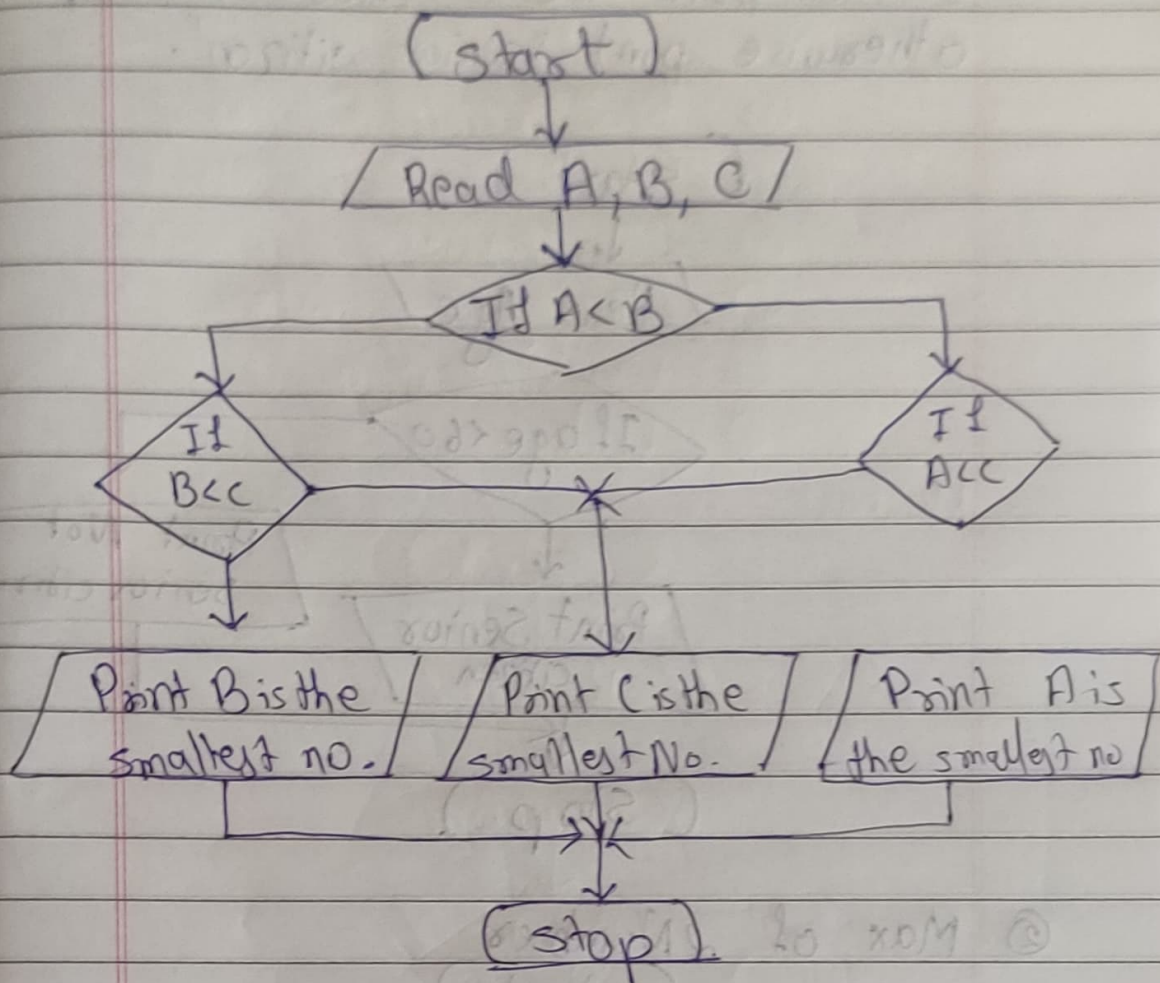 Start
Read A, B, C
If A<B
If
B<C
If
A<C
Print B is the
smallest no.
Print C is the
smallest No.
Print A is
the smallest no
Stop